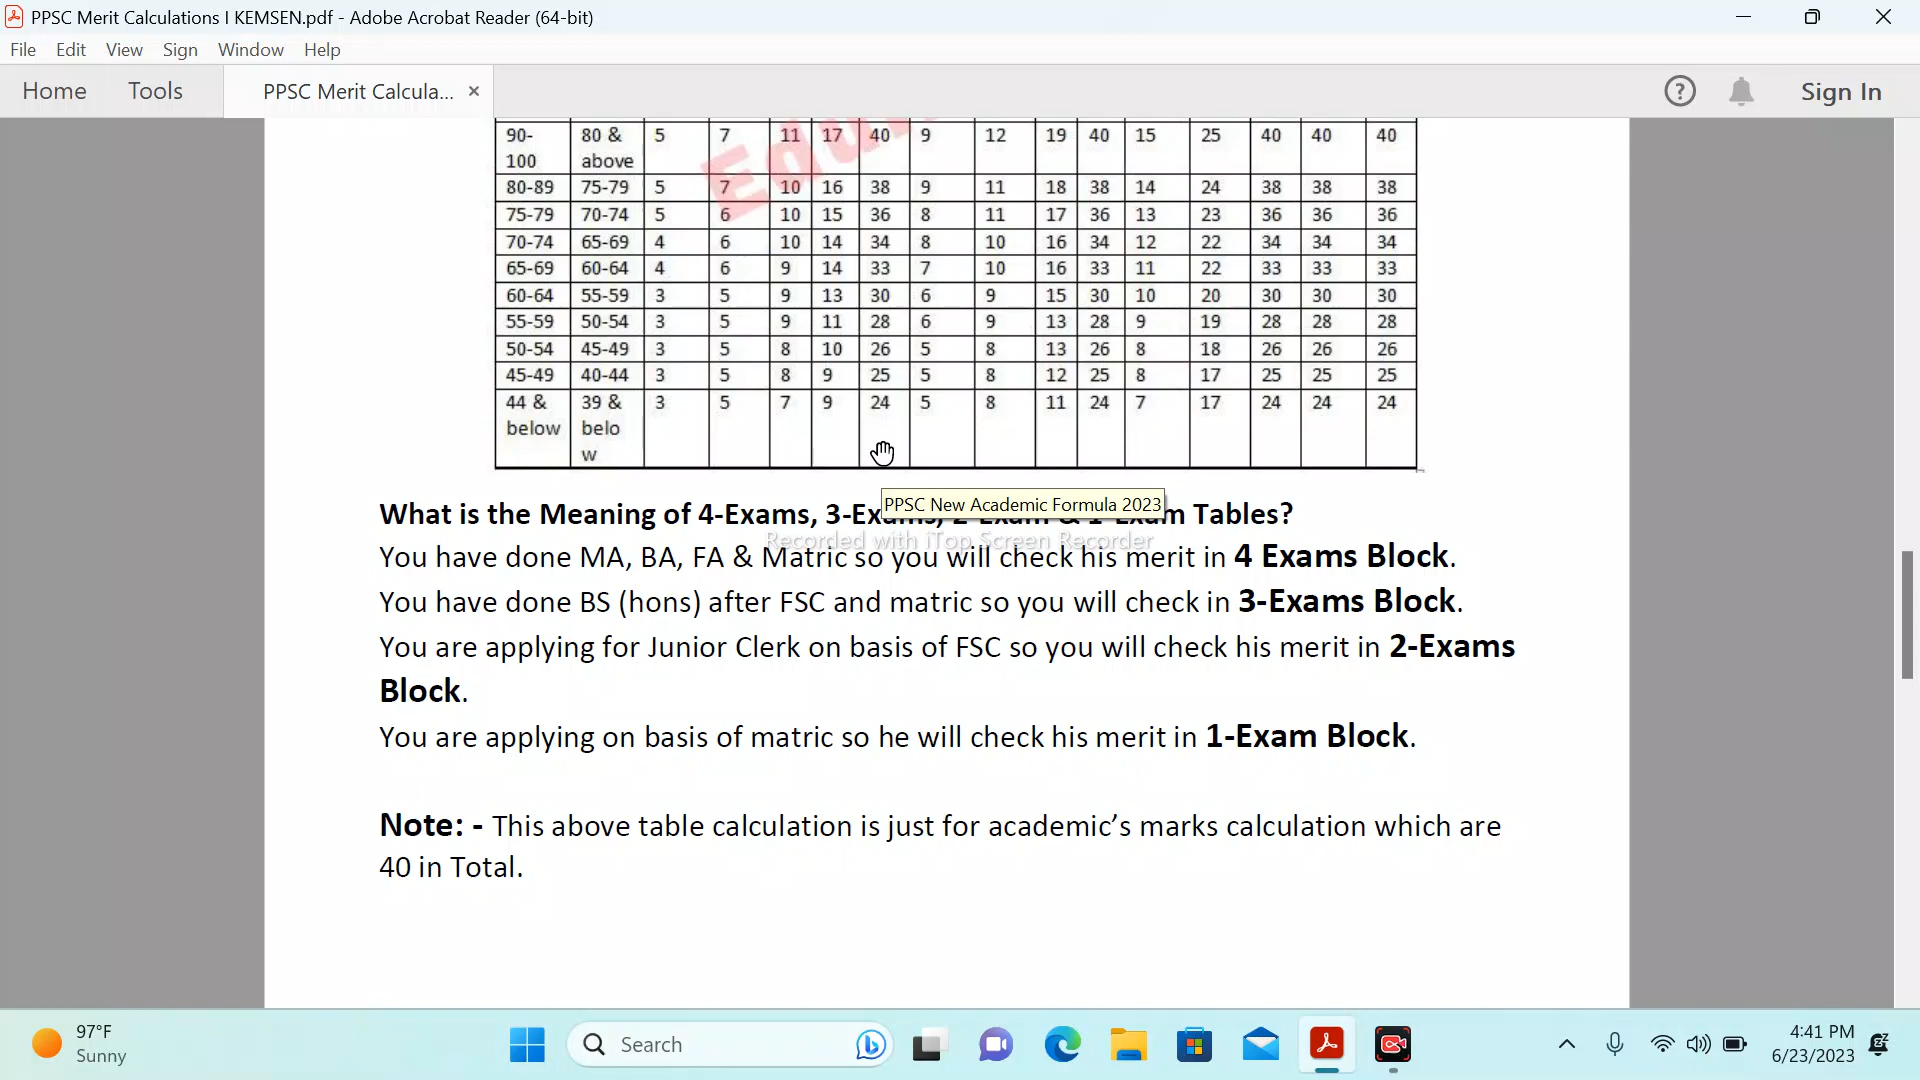 PPSC Merit Calculations I KEMSEN.pdf - Adobe Acrobat Reader (64-bit)
File Edit View Sign Window Help
Home Tools PPSC Merit Calcula... × Sign In
90-100 80 & above 5 7 11 17 40 9 12 19 40 15 25 40 40 40
80-89 75-79 5 7 10 16 38 9 11 18 38 14 24 38 38 38
75-79 70-74 5 6 10 15 36 8 11 17 36 13 23 36 36 36
70-74 65-69 4 6 10 14 34 8 10 16 34 12 22 34 34 34
65-69 60-64 4 6 9 14 33 7 10 16 33 11 22 33 33 33
60-64 55-59 3 5 9 13 30 6 9 15 30 10 20 30 30 30
55-59 50-54 3 5 9 11 28 6 9 13 28 9 19 28 28 28
50-54 45-49 3 5 8 10 26 5 8 13 26 8 18 26 26 26
45-49 40-44 3 5 8 9 25 5 8 12 25 8 17 25 25 25
44 & below 39 & below 3 5 7 9 24 5 8 11 24 7 17 24 24 24
PPSC New Academic Formula 2023
What is the Meaning of 4-Exams, 3-Exams, 2-Exam & 1-Exam Tables?
Recorded with iTop Screen Recorder
You have done MA, BA, FA & Matric so you will check his merit in 4 Exams Block.
You have done BS (hons) after FSC and matric so you will check in 3-Exams Block.
You are applying for Junior Clerk on basis of FSC so you will check his merit in 2-Exams
Block.
You are applying on basis of matric so he will check his merit in 1-Exam Block.
Note: - This above table calculation is just for academic’s marks calculation which are
40 in Total.
97°F
Sunny
Search
4:41 PM
6/23/2023